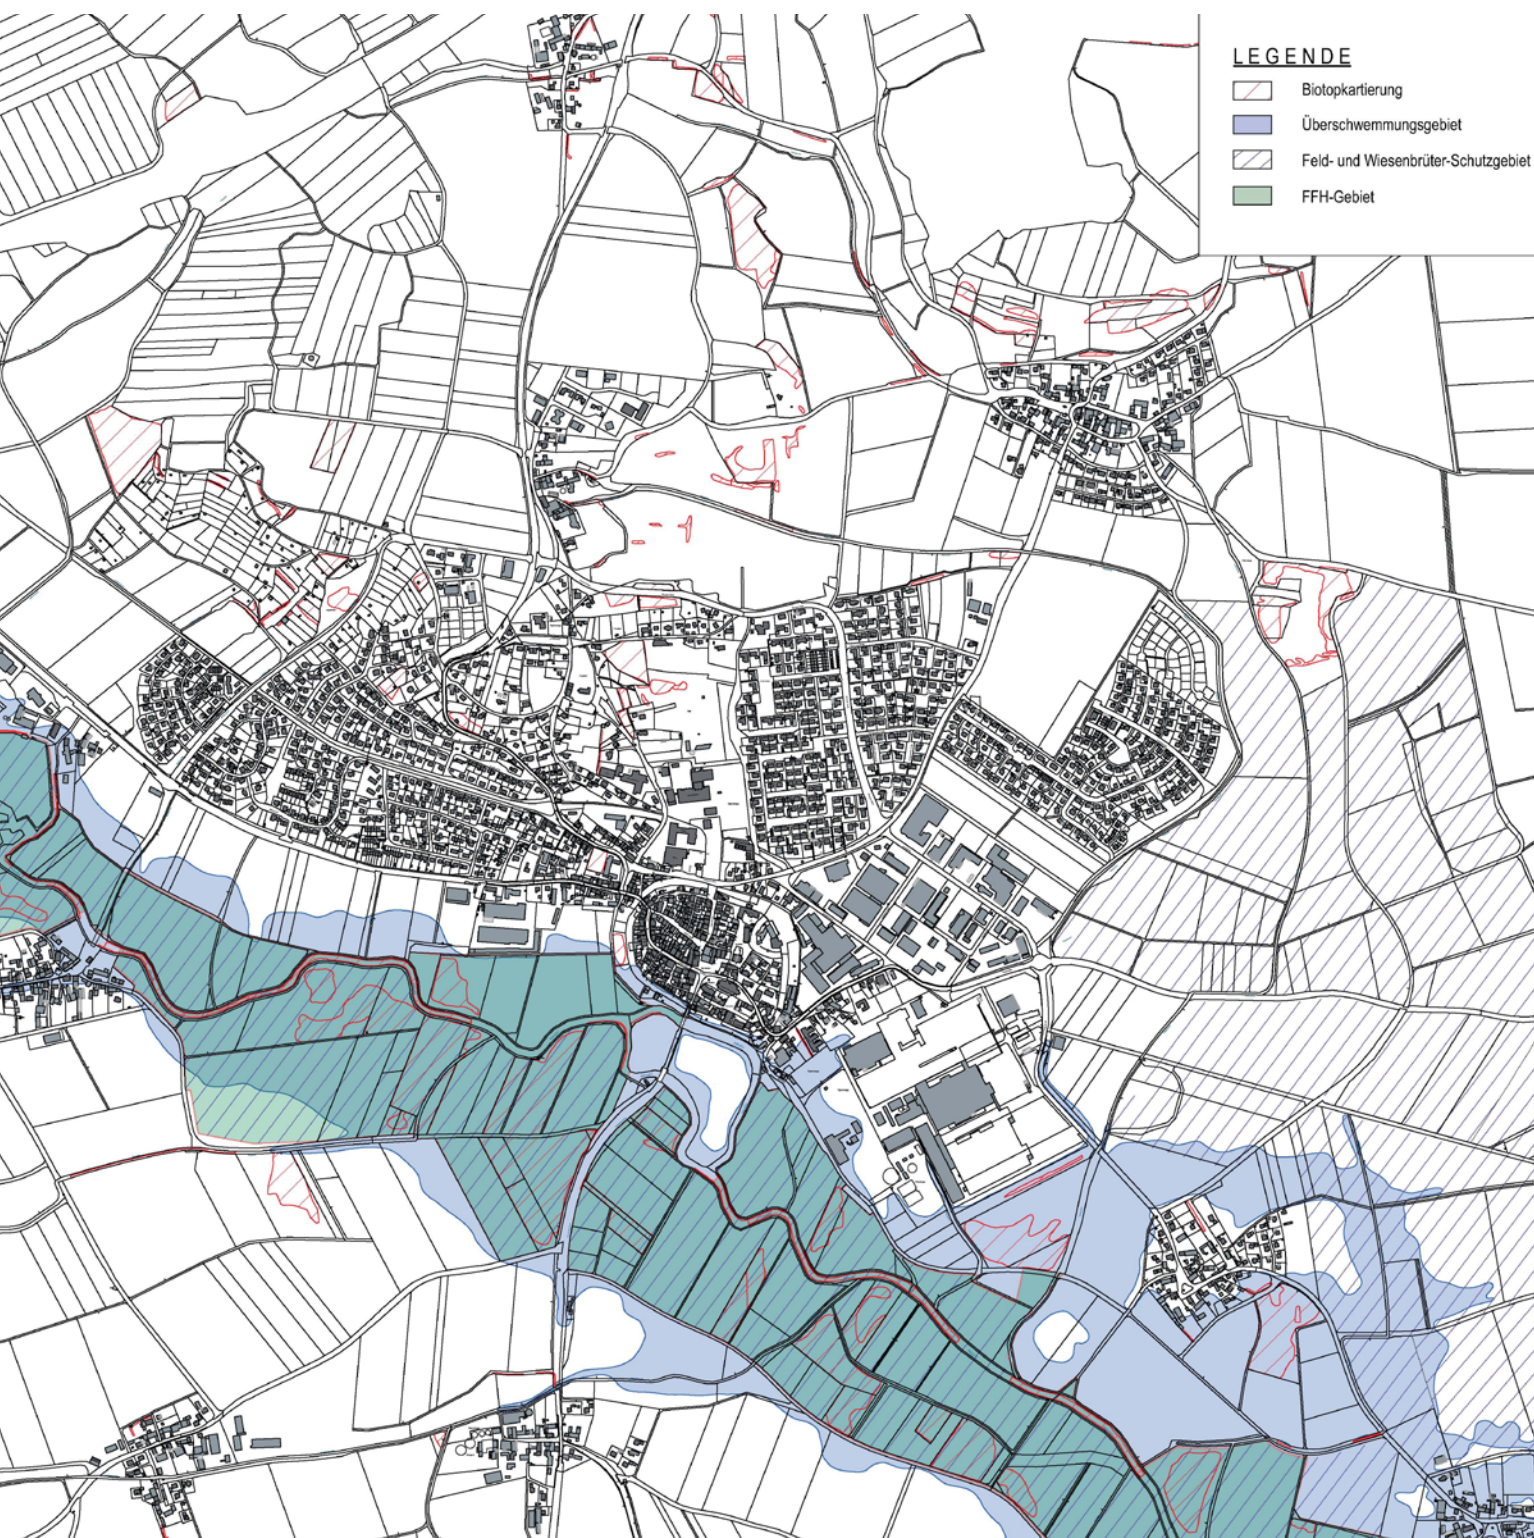 LEGENDE
Biotopkartierung
Überschwemmungsgebiet
Feld- und Wiesenbrüter-Schutzgebiet
FFH-Gebiet